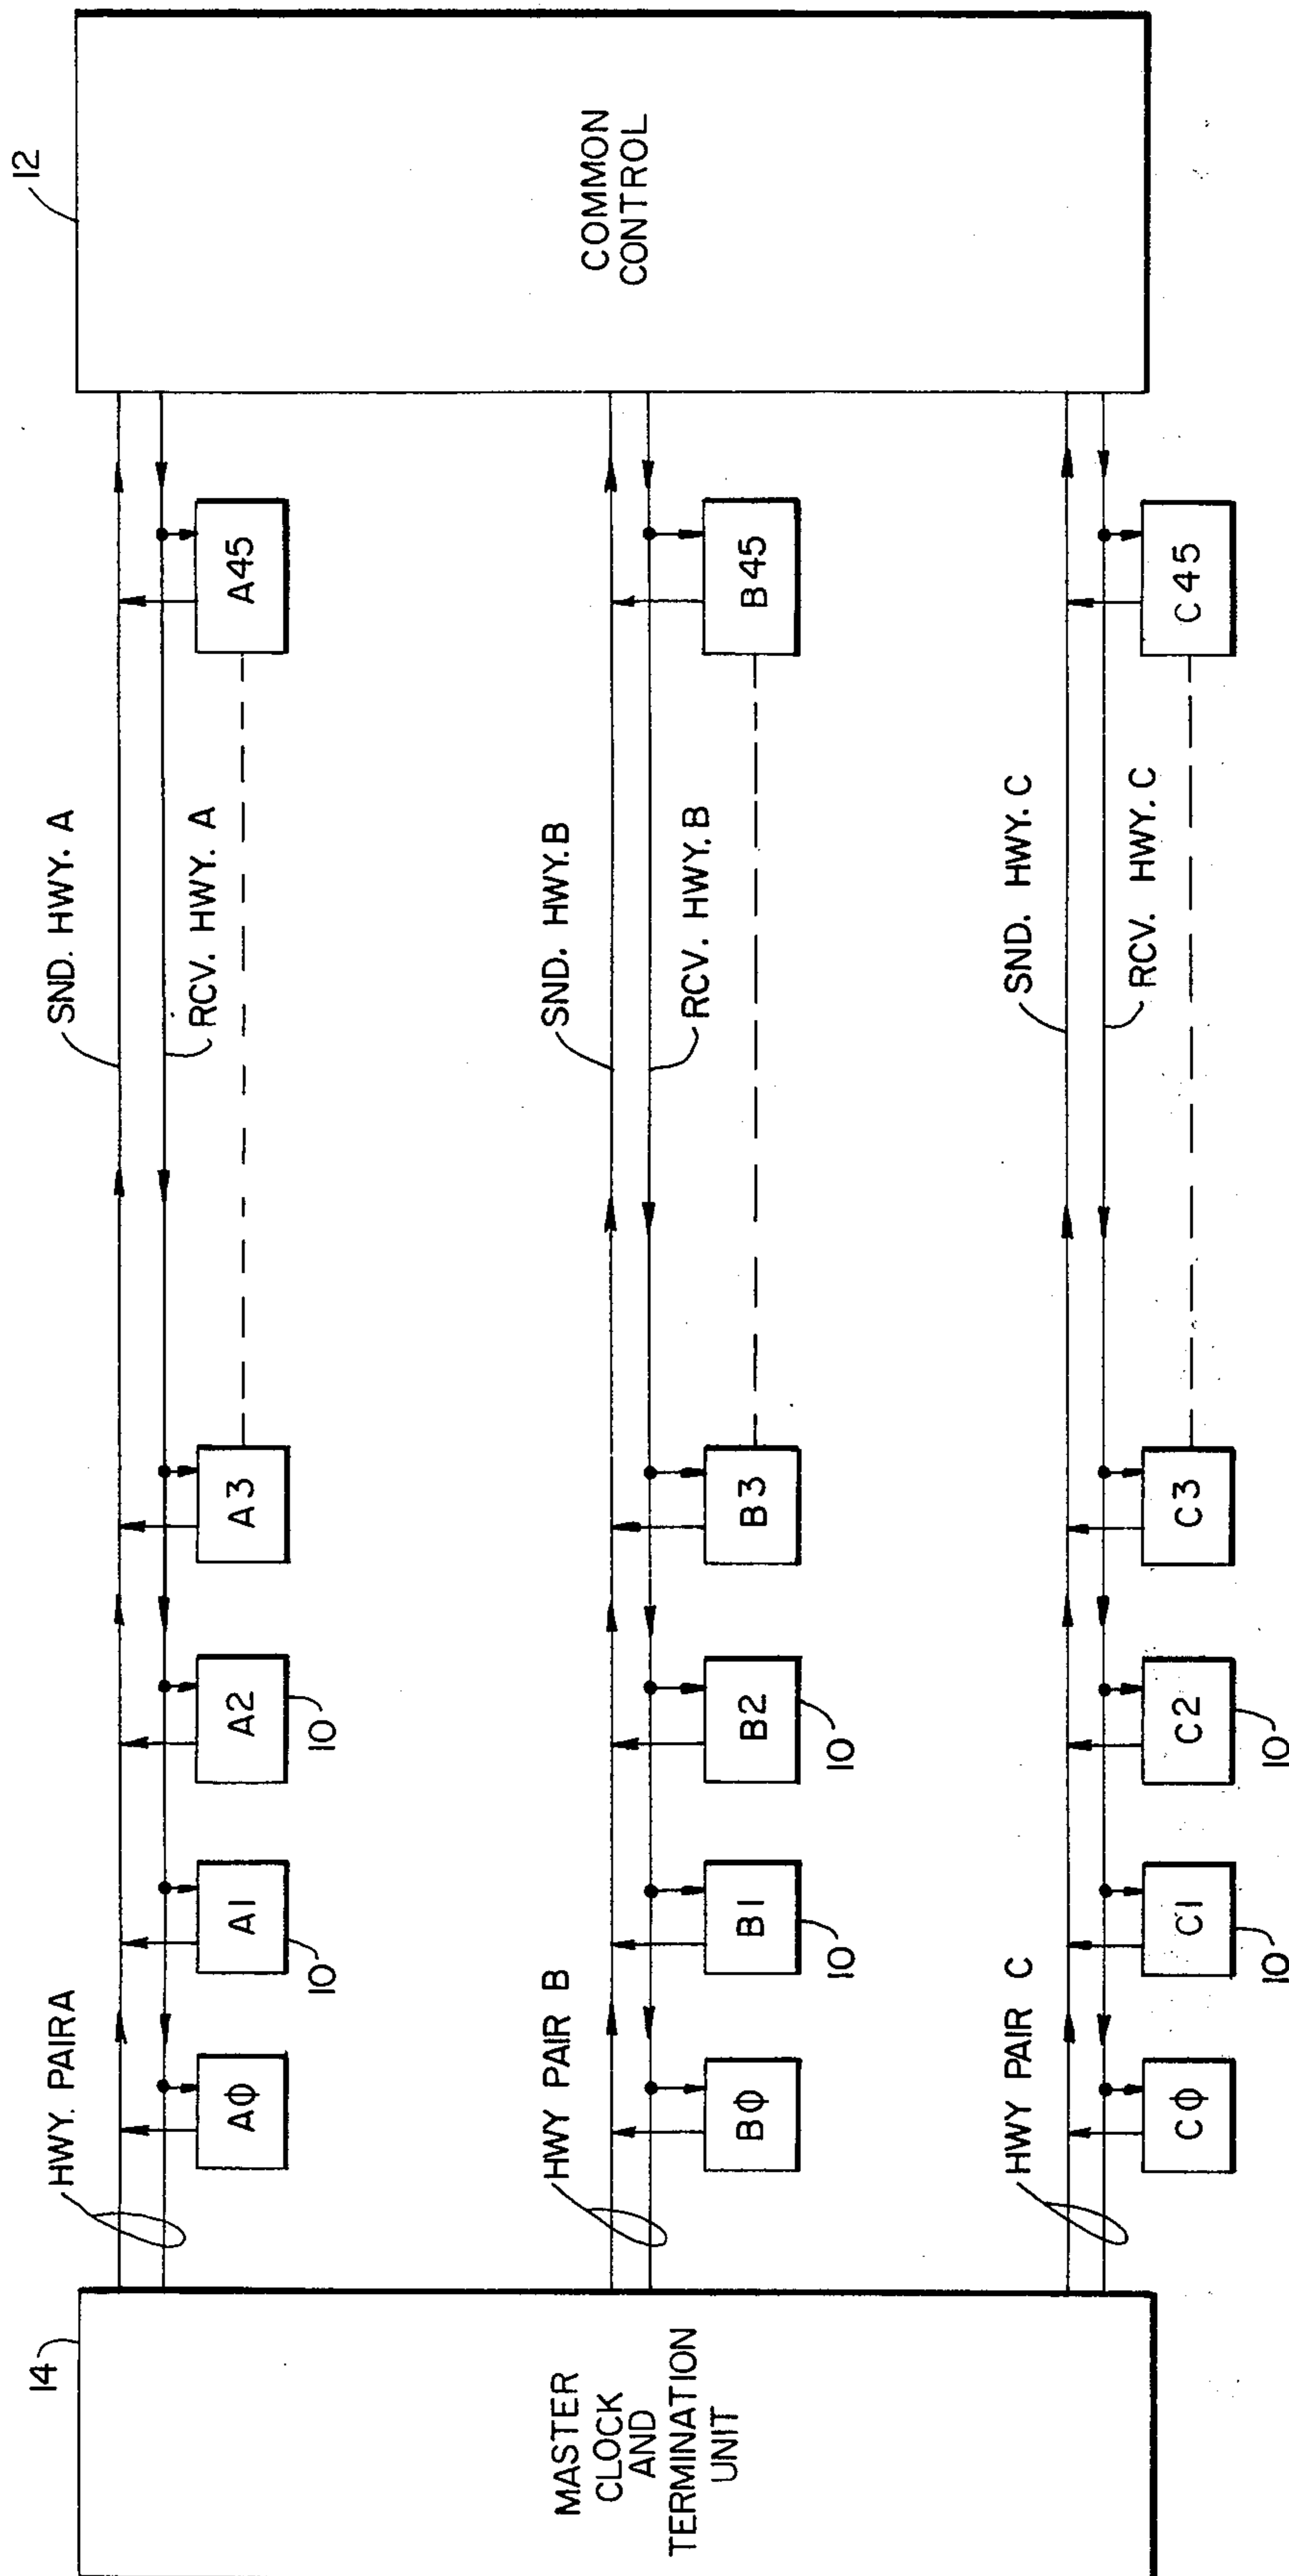 14
MASTER
CLOCK
AND
TERMINATION
UNIT
HWY. PAIR A
SND. HWY. A
RCV. HWY. A
AΦ
A1
10
A2
10
A3
A45
HWY PAIR B
SND. HWY. B
RCV. HWY. B
BΦ
B1
10
B2
10
B3
B45
HWY PAIR C
SND. HWY. C
RCV. HWY. C
CΦ
C1
10
C2
10
C3
C45
12
COMMON
CONTROL